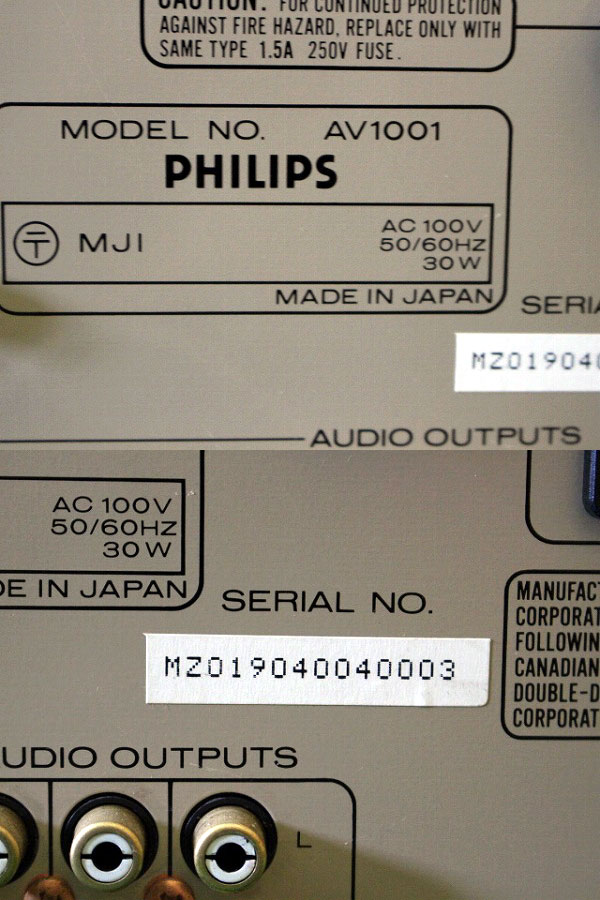 CAUTION: FOR CONTINUED PROTECTION
AGAINST FIRE HAZARD, REPLACE ONLY WITH
SAME TYPE 1.5A 250V FUSE.
MODEL NO. AV1001
PHILIPS
〒 MJI
AC 100V
50/60HZ
30W
MADE IN JAPAN
SERIA
MZ019040
AUDIO OUTPUTS
AC 100V
50/60HZ
30W
DE IN JAPAN
SERIAL NO.
MZ019040040003
MANUFACT
CORPORAT
FOLLOWIN
CANADIAN
DOUBLE-D
CORPORAT
UDIO OUTPUTS
L